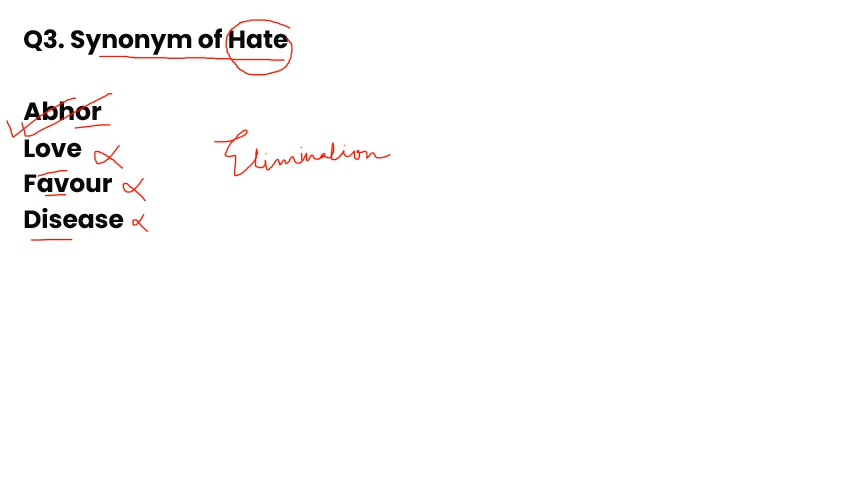 Q3. Synonym of Hate
Abhor
Love
Elimination
Favour
Disease